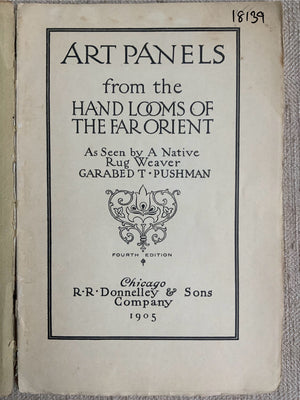 18139
ART PANELS
from the
HAND LOOMS OF
THE FAR ORIENT
As Seen by A Native
Rug Weaver
GARABED T · PUSHMAN
FOURTH EDITION
Chicago
R·R·Donnelley & Sons
Company
1905